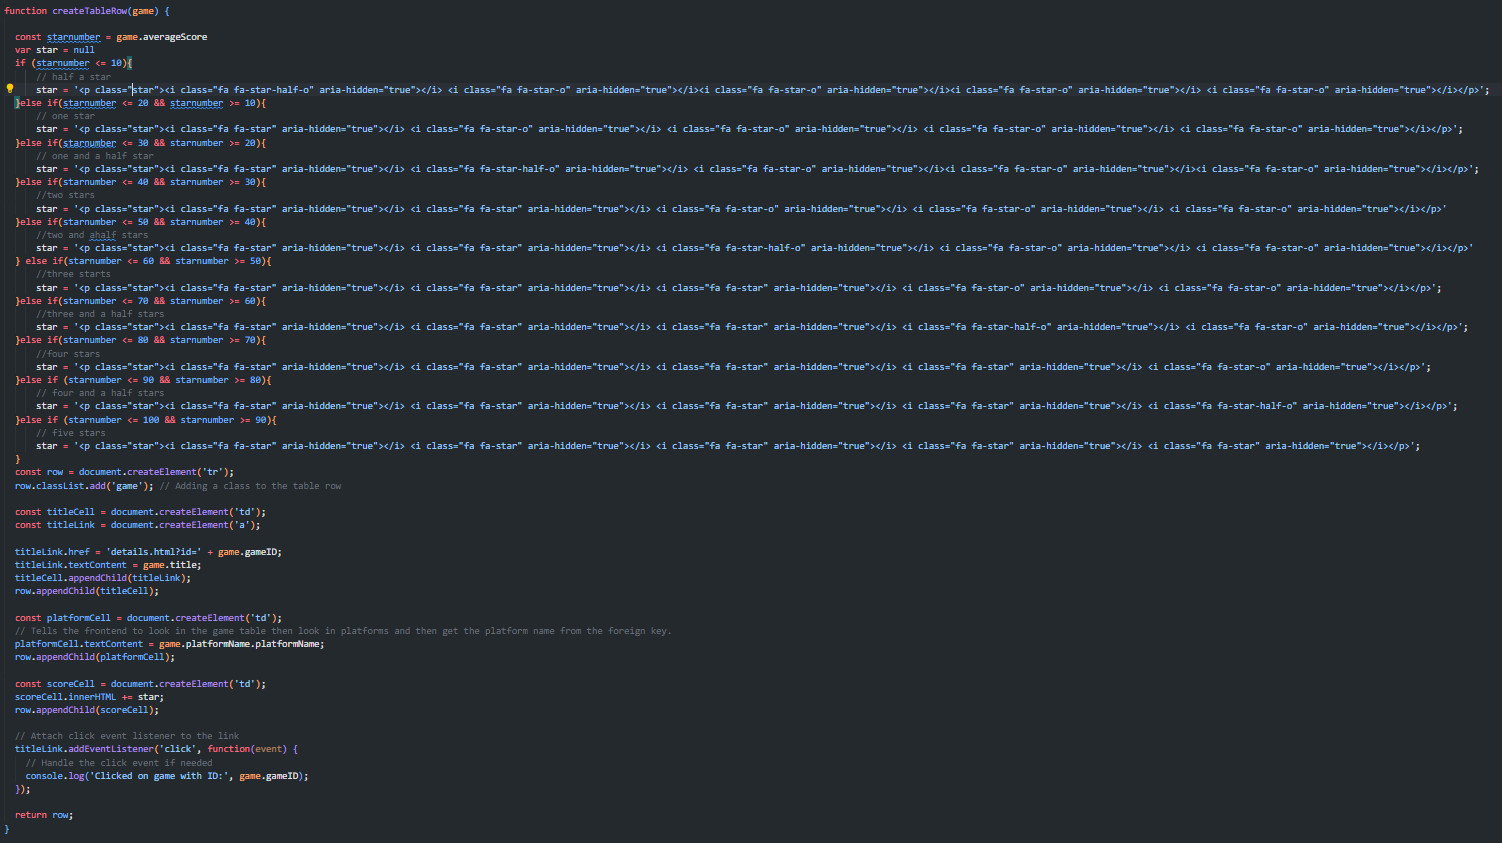 function createTableRow(game) {
const starnumber = game.averageScore
var star = null
if (starnumber <= 10){
// half a star
star = '<p class="star"><i class="fa fa-star-half-o" aria-hidden="true"></i> <i class="fa fa-star-o" aria-hidden="true"></i><i class="fa fa-star-o" aria-hidden="true"></i><i class="fa fa-star-o" aria-hidden="true"></i> <i class="fa fa-star-o" aria-hidden="true"></i></p>';
}else if(starnumber <= 20 && starnumber >= 10){
// one star
star = '<p class="star"><i class="fa fa-star" aria-hidden="true"></i> <i class="fa fa-star-o" aria-hidden="true"></i> <i class="fa fa-star-o" aria-hidden="true"></i> <i class="fa fa-star-o" aria-hidden="true"></i> <i class="fa fa-star-o" aria-hidden="true"></i></p>';
}else if(starnumber <= 30 && starnumber >= 20){
// one and a half star
star = '<p class="star"><i class="fa fa-star" aria-hidden="true"></i> <i class="fa fa-star-half-o" aria-hidden="true"></i> <i class="fa fa-star-o" aria-hidden="true"></i><i class="fa fa-star-o" aria-hidden="true"></i> <i class="fa fa-star-o" aria-hidden="true"></i></p>';
}else if(starnumber <= 40 && starnumber >= 30){
//two stars
star = '<p class="star"><i class="fa fa-star" aria-hidden="true"></i> <i class="fa fa-star" aria-hidden="true"></i> <i class="fa fa-star-o" aria-hidden="true"></i> <i class="fa fa-star-o" aria-hidden="true"></i> <i class="fa fa-star-o" aria-hidden="true"></i></p>'
}else if(starnumber <= 50 && starnumber >= 40){
//two and ahalf stars
star = '<p class="star"><i class="fa fa-star" aria-hidden="true"></i> <i class="fa fa-star" aria-hidden="true"></i> <i class="fa fa-star-half-o" aria-hidden="true"></i> <i class="fa fa-star-o" aria-hidden="true"></i> <i class="fa fa-star-o" aria-hidden="true"></i></p>'
} else if(starnumber <= 60 && starnumber >= 50){
//three starts
star = '<p class="star"><i class="fa fa-star" aria-hidden="true"></i> <i class="fa fa-star" aria-hidden="true"></i> <i class="fa fa-star" aria-hidden="true"></i> <i class="fa fa-star-o" aria-hidden="true"></i> <i class="fa fa-star-o" aria-hidden="true"></i></p>';
}else if(starnumber <= 70 && starnumber >= 60){
//three and a half stars
star = '<p class="star"><i class="fa fa-star" aria-hidden="true"></i> <i class="fa fa-star" aria-hidden="true"></i> <i class="fa fa-star" aria-hidden="true"></i> <i class="fa fa-star-half-o" aria-hidden="true"></i> <i class="fa fa-star-o" aria-hidden="true"></i></p>';
}else if(starnumber <= 80 && starnumber >= 70){
//four stars
star = '<p class="star"><i class="fa fa-star" aria-hidden="true"></i> <i class="fa fa-star" aria-hidden="true"></i> <i class="fa fa-star" aria-hidden="true"></i> <i class="fa fa-star" aria-hidden="true"></i> <i class="fa fa-star-o" aria-hidden="true"></i></p>';
}else if (starnumber <= 90 && starnumber >= 80){
// four and a half stars
star = '<p class="star"><i class="fa fa-star" aria-hidden="true"></i> <i class="fa fa-star" aria-hidden="true"></i> <i class="fa fa-star" aria-hidden="true"></i> <i class="fa fa-star" aria-hidden="true"></i> <i class="fa fa-star-half-o" aria-hidden="true"></i></p>';
}else if (starnumber <= 100 && starnumber >= 90){
// five stars
star = '<p class="star"><i class="fa fa-star" aria-hidden="true"></i> <i class="fa fa-star" aria-hidden="true"></i> <i class="fa fa-star" aria-hidden="true"></i> <i class="fa fa-star" aria-hidden="true"></i> <i class="fa fa-star" aria-hidden="true"></i></p>';
}
const row = document.createElement('tr');
row.classList.add('game'); // Adding a class to the table row
const titleCell = document.createElement('td');
const titleLink = document.createElement('a');
titleLink.href = 'details.html?id=' + game.gameID;
titleLink.textContent = game.title;
titleCell.appendChild(titleLink);
row.appendChild(titleCell);
const platformCell = document.createElement('td');
// Tells the frontend to look in the game table then look in platforms and then get the platform name from the foreign key.
platformCell.textContent = game.platformName.platformName;
row.appendChild(platformCell);
const scoreCell = document.createElement('td');
scoreCell.innerHTML += star;
row.appendChild(scoreCell);
// Attach click event listener to the link
titleLink.addEventListener('click', function(event) {
// Handle the click event if needed
console.log('Clicked on game with ID:', game.gameID);
});
return row;
}